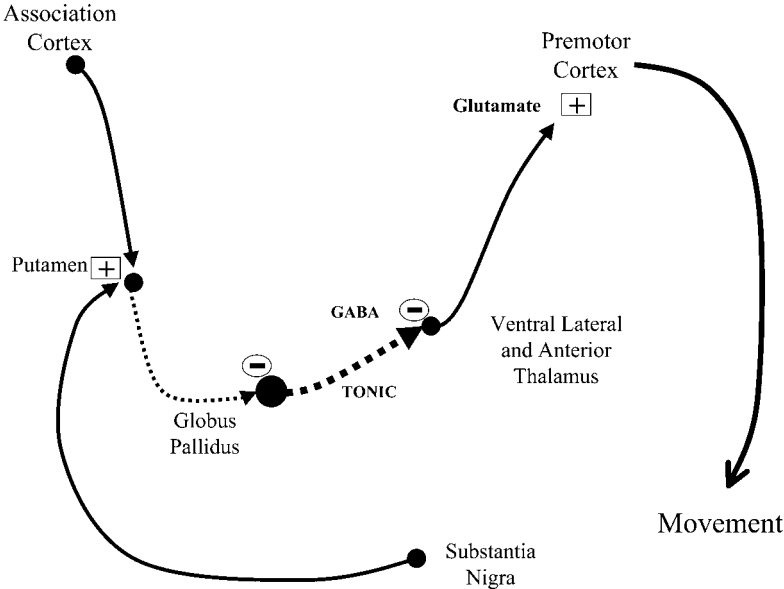 Association
Cortex
Premotor
Cortex
Glutamate +
Putamen +
GABA −
Ventral Lateral
and Anterior
Thalamus
−
TONIC
Globus
Pallidus
Movement
Substantia
Nigra